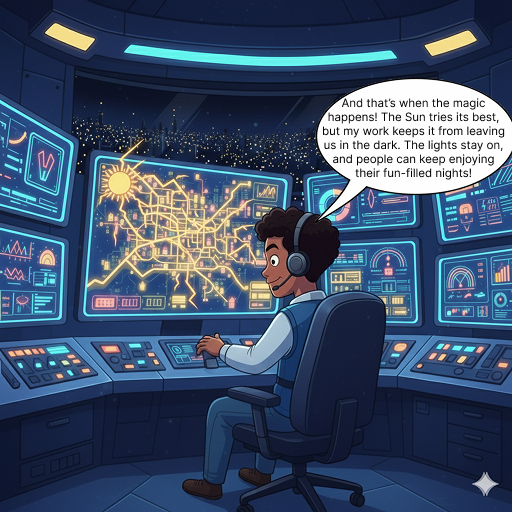 And that's when the magic
happens! The Sun tries its best,
but my work keeps it from leaving
us in the dark. The lights stay on,
and people can keep enjoying
their fun-filled nights!